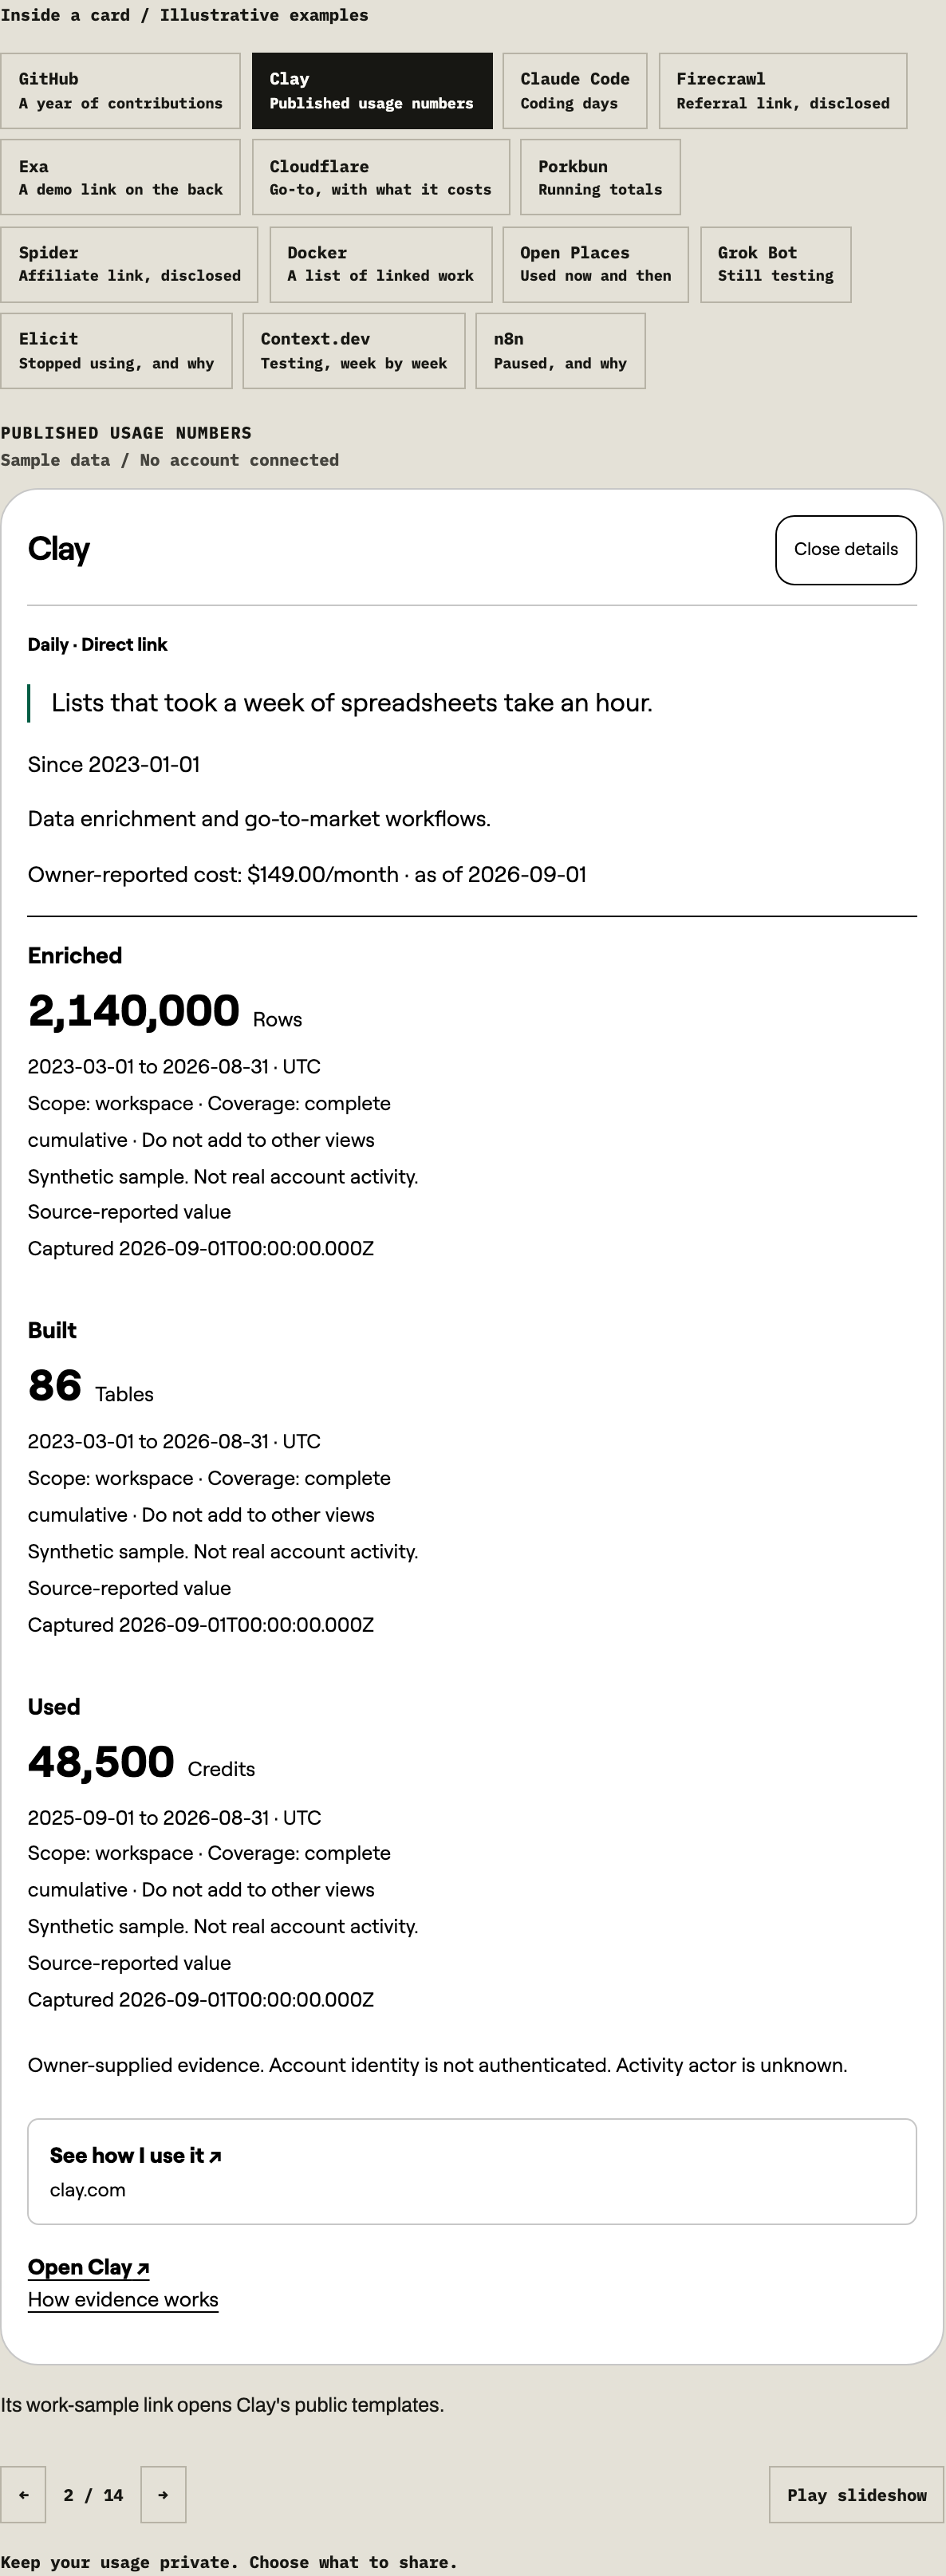 Inside a card / Illustrative examples
GitHub
A year of contributions
Clay
Published usage numbers
Claude Code
Coding days
Firecrawl
Referral link, disclosed
Exa
A demo link on the back
Cloudflare
Go-to, with what it costs
Porkbun
Running totals
Spider
Affiliate link, disclosed
Docker
A list of linked work
Open Places
Used now and then
Grok Bot
Still testing
Elicit
Stopped using, and why
Context.dev
Testing, week by week
n8n
Paused, and why
PUBLISHED USAGE NUMBERS
Sample data / No account connected
Clay
Close details
Daily · Direct link
Lists that took a week of spreadsheets take an hour.
Since 2023-01-01
Data enrichment and go-to-market workflows.
Owner-reported cost: $149.00/month · as of 2026-09-01
Enriched
2,140,000 Rows
2023-03-01 to 2026-08-31 · UTC
Scope: workspace · Coverage: complete
cumulative · Do not add to other views
Synthetic sample. Not real account activity.
Source-reported value
Captured 2026-09-01T00:00:00.000Z
Built
86 Tables
2023-03-01 to 2026-08-31 · UTC
Scope: workspace · Coverage: complete
cumulative · Do not add to other views
Synthetic sample. Not real account activity.
Source-reported value
Captured 2026-09-01T00:00:00.000Z
Used
48,500 Credits
2025-09-01 to 2026-08-31 · UTC
Scope: workspace · Coverage: complete
cumulative · Do not add to other views
Synthetic sample. Not real account activity.
Source-reported value
Captured 2026-09-01T00:00:00.000Z
Owner-supplied evidence. Account identity is not authenticated. Activity actor is unknown.
See how I use it ↗
clay.com
Open Clay ↗
How evidence works
Its work-sample link opens Clay's public templates.
← 2 / 14 →
Play slideshow
Keep your usage private. Choose what to share.